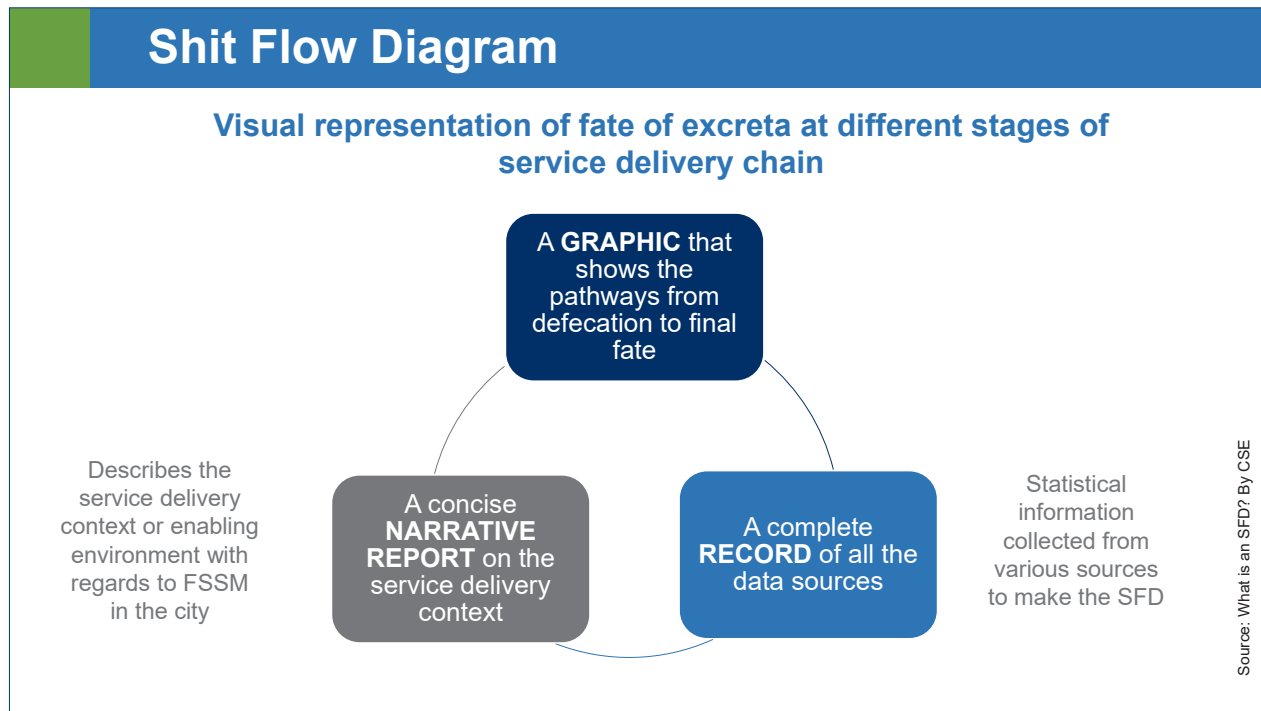 Shit Flow Diagram
Visual representation of fate of excreta at different stages of
service delivery chain
A GRAPHIC that
shows the
pathways from
defecation to final
fate
Describes the
service delivery
context or enabling
environment with
regards to FSSM
in the city
A concise
NARRATIVE
REPORT on the
service delivery
context
A complete
RECORD of all the
data sources
Statistical
information
collected from
various sources
to make the SFD
Source: What is an SFD? By CSE